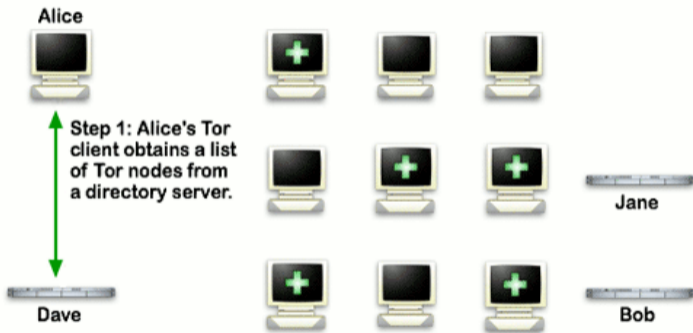 Alice
Step 1: Alice's Tor
client obtains a list
of Tor nodes from
a directory server.
Jane
Dave
Bob